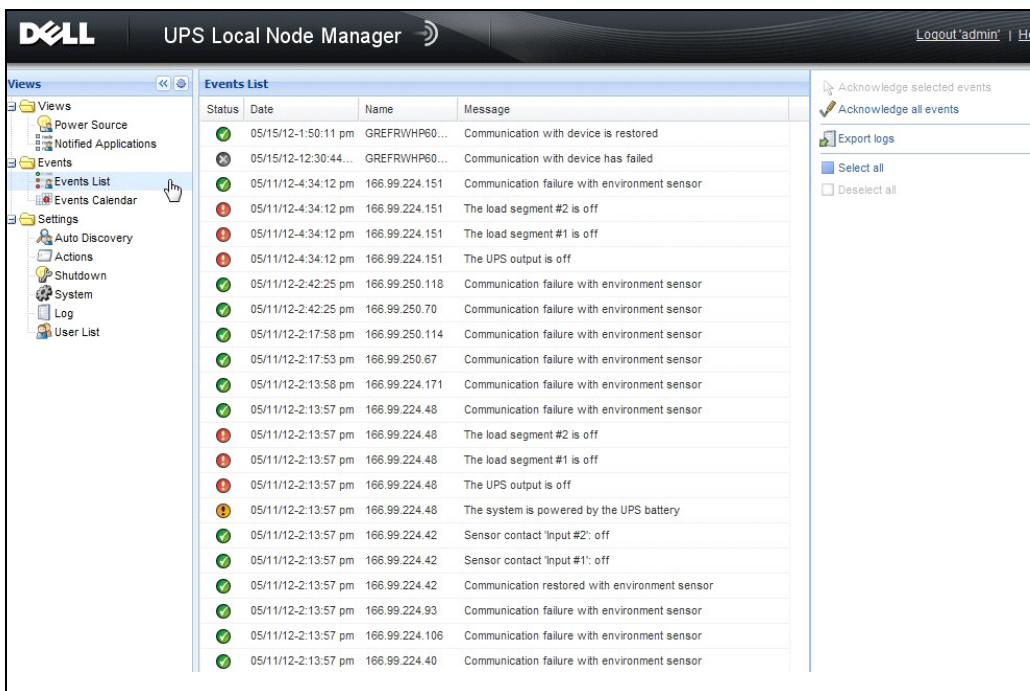 DELL UPS Local Node Manager Logout 'admin' | H
Views
Views
Power Source
Notified Applications
Events
Events List
Events Calendar
Settings
Auto Discovery
Actions
Shutdown
System
Log
User List
Events List
Status Date Name Message
05/15/12-1:50:11 pm GREFRWHP60... Communication with device is restored
05/15/12-12:30:44... GREFRWHP60... Communication with device has failed
05/11/12-4:34:12 pm 166.99.224.151 Communication failure with environment sensor
05/11/12-4:34:12 pm 166.99.224.151 The load segment #2 is off
05/11/12-4:34:12 pm 166.99.224.151 The load segment #1 is off
05/11/12-4:34:12 pm 166.99.224.151 The UPS output is off
05/11/12-2:42:25 pm 166.99.250.118 Communication failure with environment sensor
05/11/12-2:42:25 pm 166.99.250.70 Communication failure with environment sensor
05/11/12-2:17:58 pm 166.99.250.114 Communication failure with environment sensor
05/11/12-2:17:53 pm 166.99.250.67 Communication failure with environment sensor
05/11/12-2:13:58 pm 166.99.224.171 Communication failure with environment sensor
05/11/12-2:13:57 pm 166.99.224.48 Communication failure with environment sensor
05/11/12-2:13:57 pm 166.99.224.48 The load segment #2 is off
05/11/12-2:13:57 pm 166.99.224.48 The load segment #1 is off
05/11/12-2:13:57 pm 166.99.224.48 The UPS output is off
05/11/12-2:13:57 pm 166.99.224.48 The system is powered by the UPS battery
05/11/12-2:13:57 pm 166.99.224.42 Sensor contact 'Input #2': off
05/11/12-2:13:57 pm 166.99.224.42 Sensor contact 'Input #1': off
05/11/12-2:13:57 pm 166.99.224.42 Communication restored with environment sensor
05/11/12-2:13:57 pm 166.99.224.93 Communication failure with environment sensor
05/11/12-2:13:57 pm 166.99.224.106 Communication failure with environment sensor
05/11/12-2:13:57 pm 166.99.224.40 Communication failure with environment sensor
Acknowledge selected events
Acknowledge all events
Export logs
Select all
Deselect all